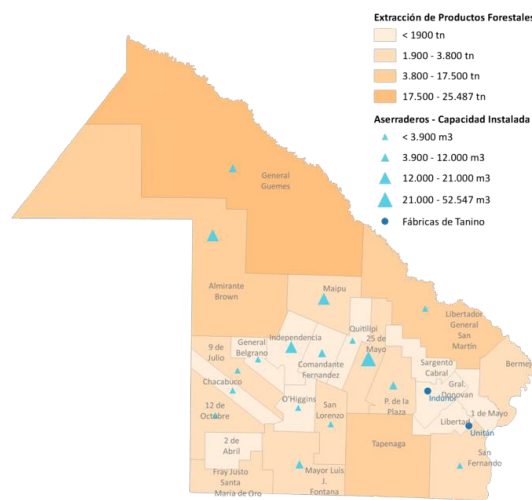 Extracción de Productos Forestales
< 1900 tn
1.900 - 3.800 tn
3.800 - 17.500 tn
17.500 - 25.487 tn
Aserraderos - Capacidad Instalada
< 3.900 m3
3.900 - 12.000 m3
12.000 - 21.000 m3
21.000 - 52.547 m3
Fábricas de Tanino
General
Guemes
Almirante
Brown
Maipu
Libertador
General
San
Martín
Quitilipi
25 de
Mayo
Independencia
General
Belgrano
9 de
Julio
Comandante
Fernandez
Sargento
Cabral
Bermejo
Chacabuco
Gral.
Donovan
Indunor
P. de la
Plaza
O'Higgins
San
Lorenzo
12 de
Octubre
1 de Mayo
Libertad
Unitán
2 de
Abril
Tapenaga
San
Fernando
Fray Justo
Santa
María de Oro
Mayor Luis
J.
Fontana